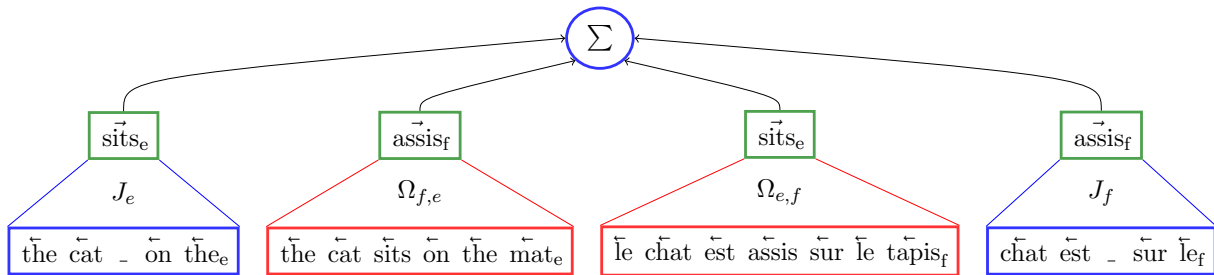 ∑
sits_e assis_f sits_e assis_f
J_e Ω_{f,e} Ω_{e,f} J_f
the cat _ on the_e the cat sits on the mat_e le chat est assis sur le tapis_f chat est _ sur le_f